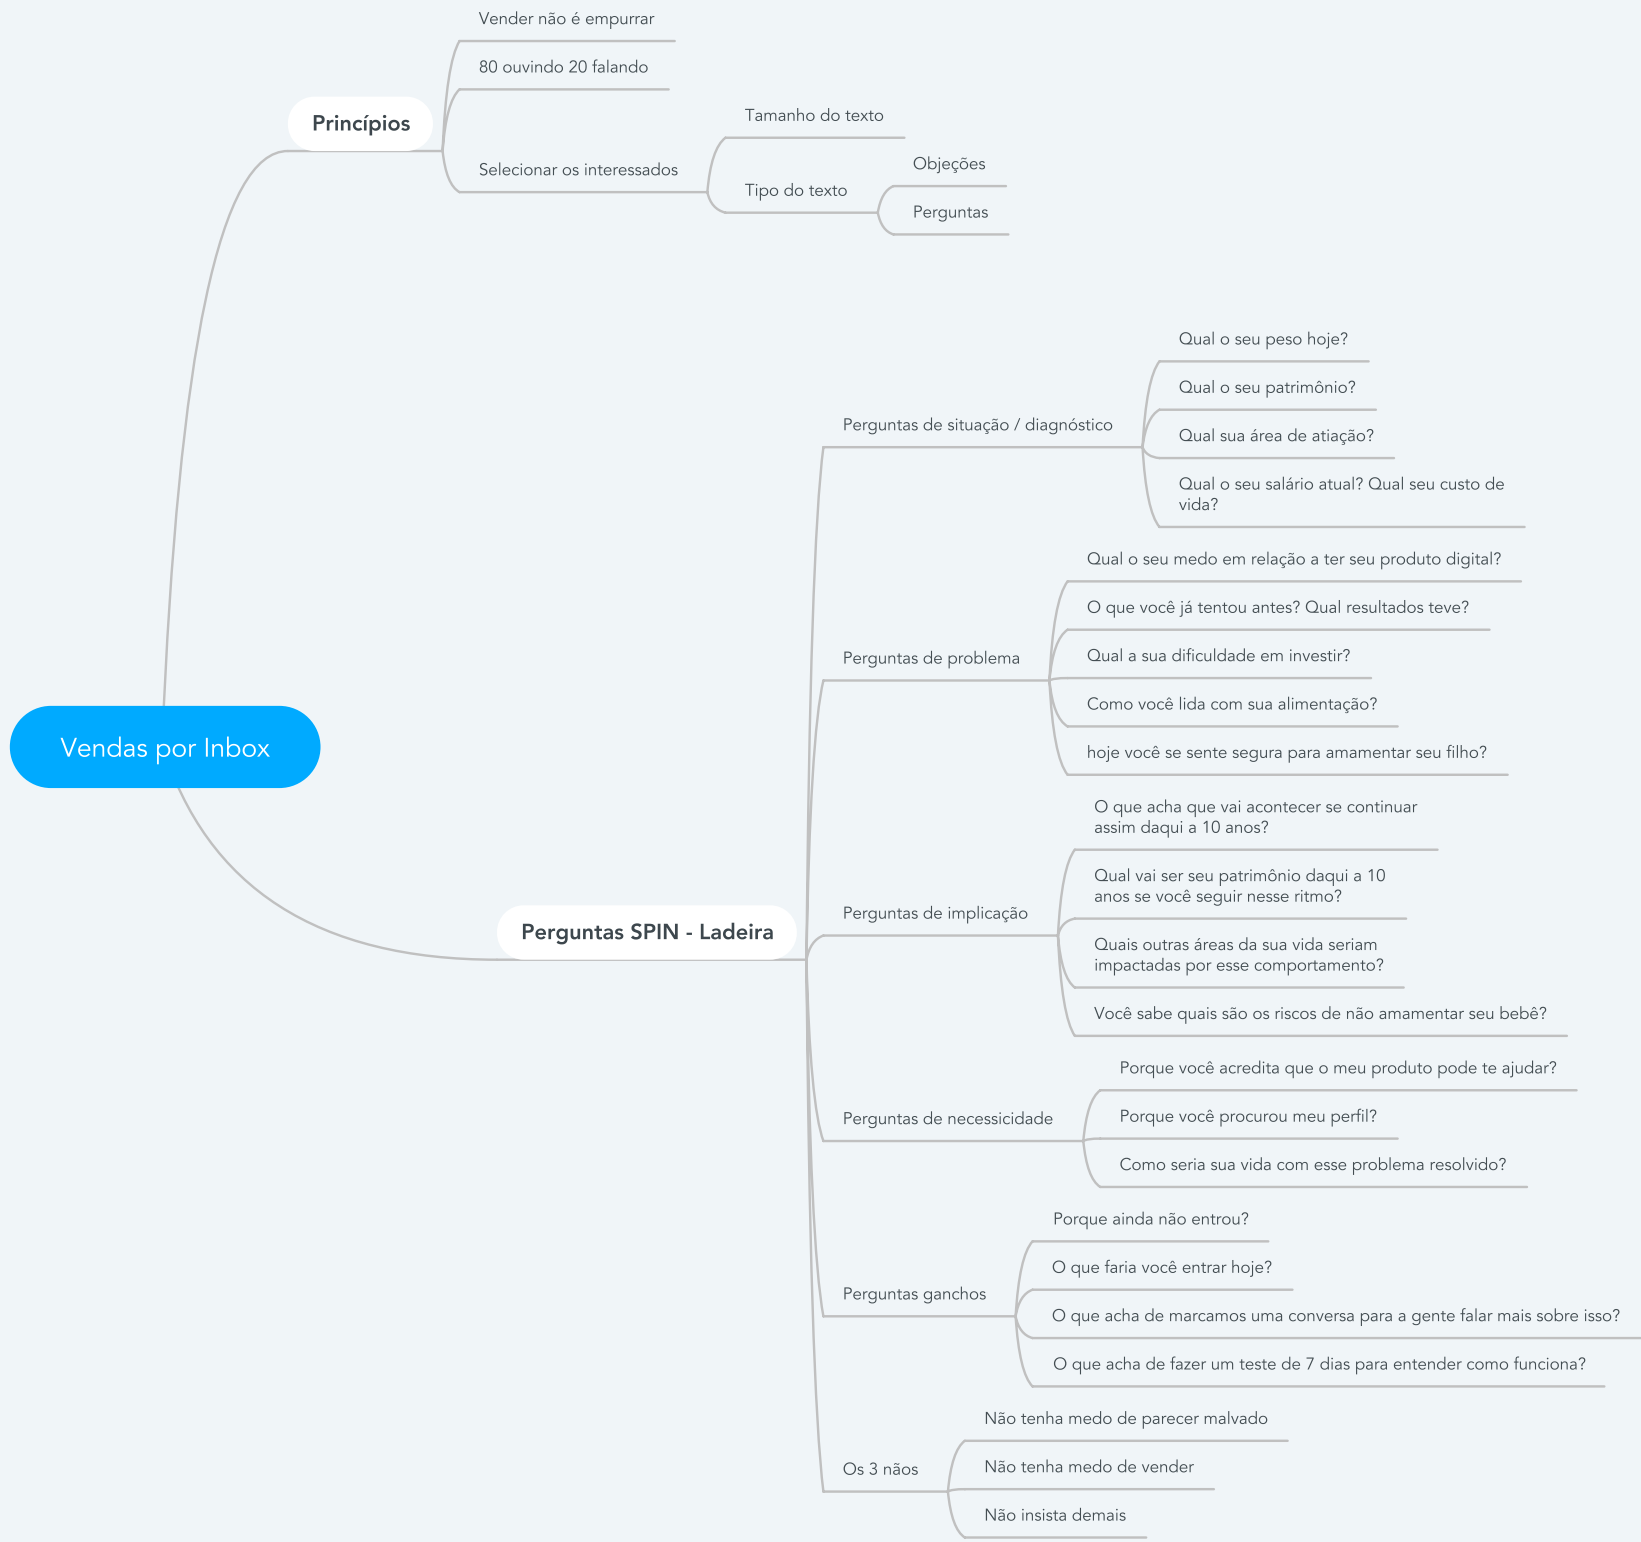 Vendas por Inbox
Princípios
Vender não é empurrar
80 ouvindo 20 falando
Selecionar os interessados
Tamanho do texto
Tipo do texto
Objeções
Perguntas
Perguntas SPIN - Ladeira
Perguntas de situação / diagnóstico
Qual o seu peso hoje?
Qual o seu patrimônio?
Qual sua área de atiação?
Qual o seu salário atual? Qual seu custo de
vida?
Perguntas de problema
Qual o seu medo em relação a ter seu produto digital?
O que você já tentou antes? Qual resultados teve?
Qual a sua dificuldade em investir?
Como você lida com sua alimentação?
hoje você se sente segura para amamentar seu filho?
Perguntas de implicação
O que acha que vai acontecer se continuar
assim daqui a 10 anos?
Qual vai ser seu patrimônio daqui a 10
anos se você seguir nesse ritmo?
Quais outras áreas da sua vida seriam
impactadas por esse comportamento?
Você sabe quais são os riscos de não amamentar seu bebê?
Perguntas de necessicidade
Porque você acredita que o meu produto pode te ajudar?
Porque você procurou meu perfil?
Como seria sua vida com esse problema resolvido?
Perguntas ganchos
Porque ainda não entrou?
O que faria você entrar hoje?
O que acha de marcamos uma conversa para a gente falar mais sobre isso?
O que acha de fazer um teste de 7 dias para entender como funciona?
Os 3 nãos
Não tenha medo de parecer malvado
Não tenha medo de vender
Não insista demais